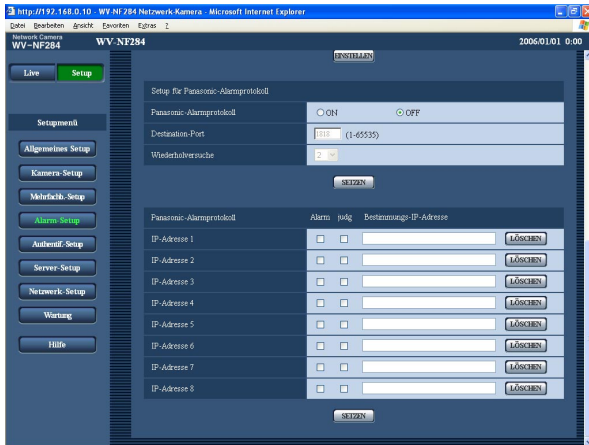 http://192.168.0.10 - WV-NF284 Netzwerk-Kamera - Microsoft Internet Explorer
Datei Bearbeiten Ansicht Favoriten Extras ?
Network Camera
WV-NF284
WV-NF284
2006/01/01 0:00
EINSTELLEN
Live Setup
Setup für Panasonic-Alarmprotokoll
Panasonic-Alarmprotokoll ON OFF
Destination-Port 1818 (1-65535)
Wiederholversuche 2
SETZEN
Setupmenü
Allgemeines Setup
Kamera-Setup
Mehrfachb.-Setup
Alarm-Setup
Authentif.-Setup
Server-Setup
Netzwerk-Setup
Wartung
Hilfe
Panasonic-Alarmprotokoll Alarm judg Bestimmungs-IP-Adresse
IP-Adresse 1 LÖSCHEN
IP-Adresse 2 LÖSCHEN
IP-Adresse 3 LÖSCHEN
IP-Adresse 4 LÖSCHEN
IP-Adresse 5 LÖSCHEN
IP-Adresse 6 LÖSCHEN
IP-Adresse 7 LÖSCHEN
IP-Adresse 8 LÖSCHEN
SETZEN